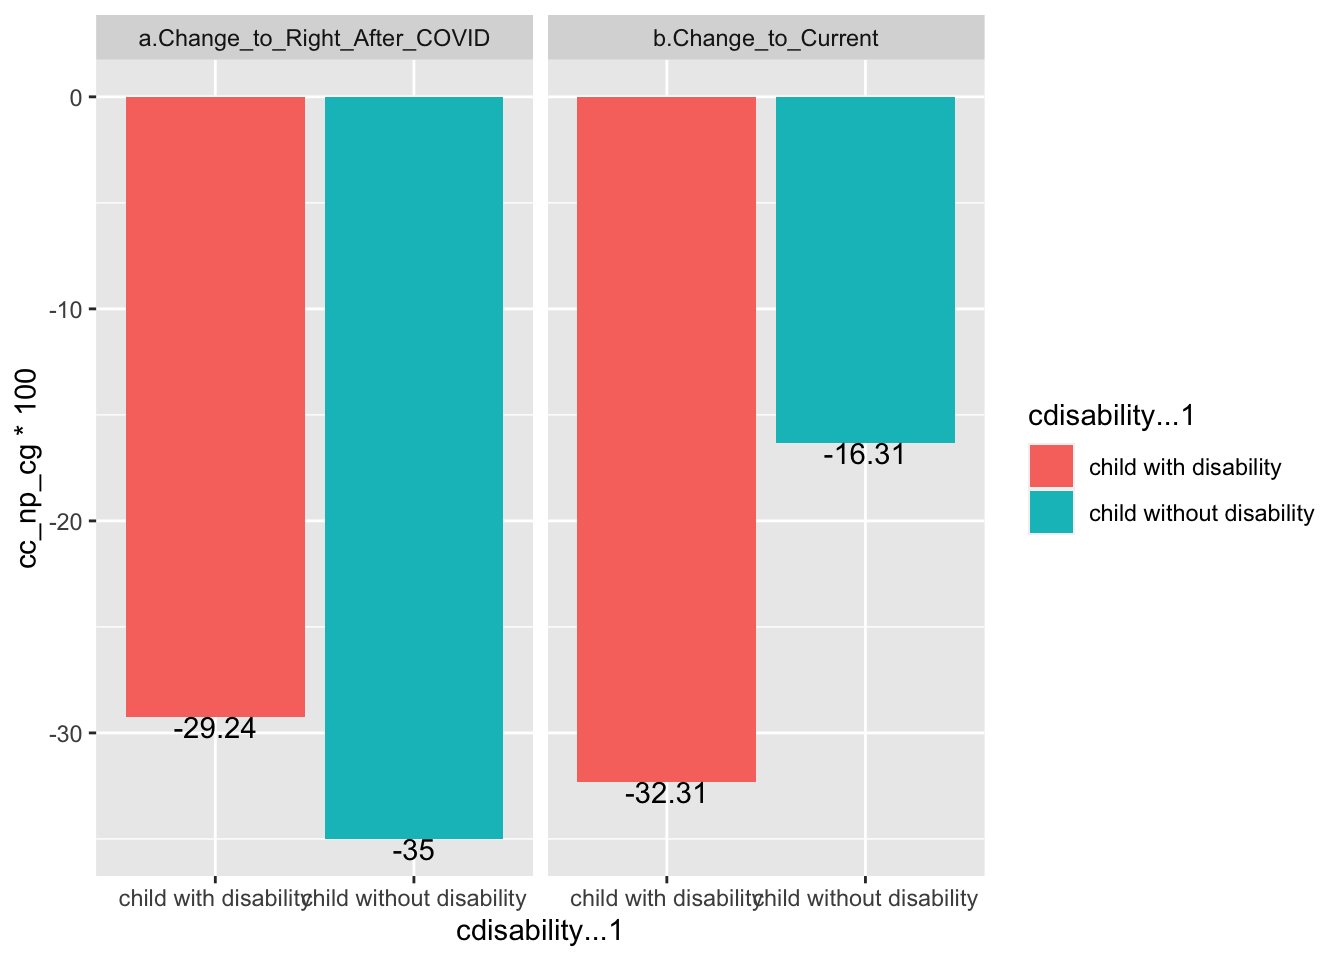 a.Change_to_Right_After_COVID
b.Change_to_Current
0
-10
-20
-30
cc_np_cg * 100
-29.24
-35
-32.31
-16.31
child with disability
child without disability
child with disability
child without disability
cdisability...1
cdisability...1
child with disability
child without disability